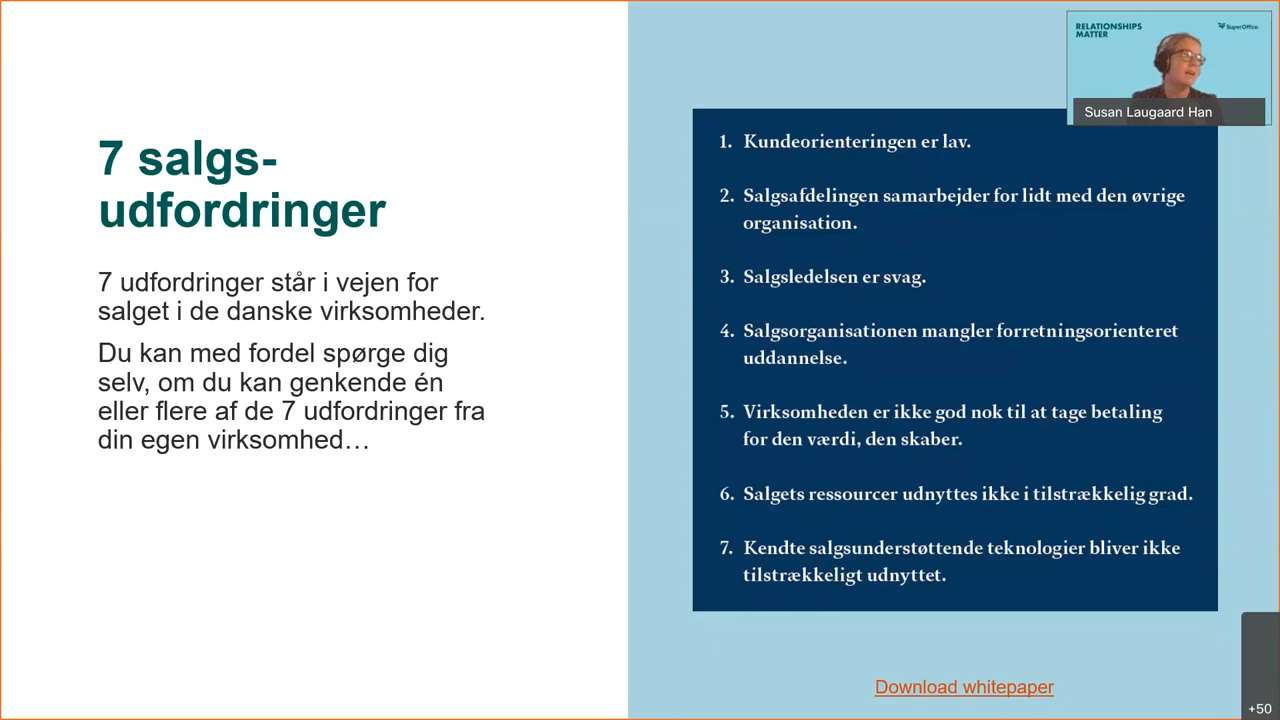 7 salgs-
udfordringer
7 udfordringer står i vejen for
salget i de danske virksomheder.
Du kan med fordel spørge dig
selv, om du kan genkende én
eller flere af de 7 udfordringer fra
din egen virksomhed…
RELATIONSHIPS
MATTER
SuperOffice
Susan Laugaard Han
1. Kundeorienteringen er lav.
2. Salgsafdelingen samarbejder for lidt med den øvrige
organisation.
3. Salgsledelsen er svag.
4. Salgsorganisationen mangler forretningsorienteret
uddannelse.
5. Virksomheden er ikke god nok til at tage betaling
for den værdi, den skaber.
6. Salgets ressourcer udnyttes ikke i tilstrækkelig grad.
7. Kendte salgsunderstøttende teknologier bliver ikke
tilstrækkeligt udnyttet.
Download whitepaper
+50